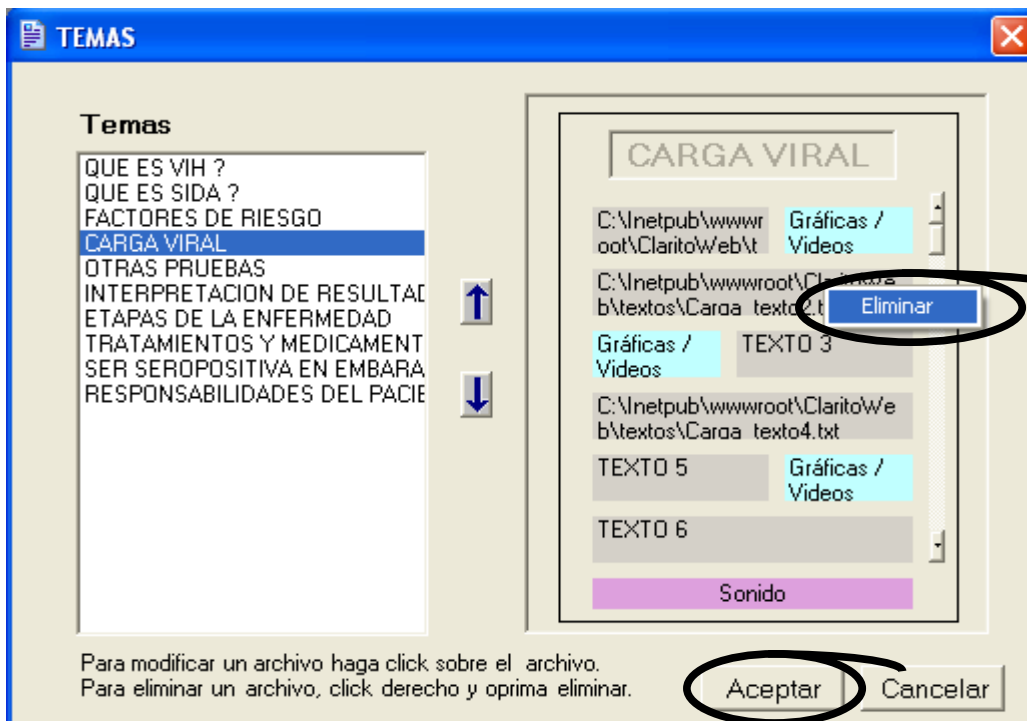 TEMAS
Temas
QUE ES VIH ?
QUE ES SIDA ?
FACTORES DE RIESGO
CARGA VIRAL
OTRAS PRUEBAS
INTERPRETACION DE RESULTAD
ETAPAS DE LA ENFERMEDAD
TRATAMIENTOS Y MEDICAMENT
SER SEROPOSITIVA EN EMBARA
RESPONSABILIDADES DEL PACIE
CARGA VIRAL
C:\Inetpub\wwwr
oot\ClaritoWeb\t
Gráficas /
Videos
C:\Inetpub\wwwroot\ClaritoWe
b\textos\Carga_texto2.t
Eliminar
Gráficas /
Videos
TEXTO 3
C:\Inetpub\wwwroot\ClaritoWe
b\textos\Carga_texto4.txt
TEXTO 5
Gráficas /
Videos
TEXTO 6
Sonido
Para modificar un archivo haga click sobre el archivo.
Para eliminar un archivo, click derecho y oprima eliminar.
Aceptar
Cancelar